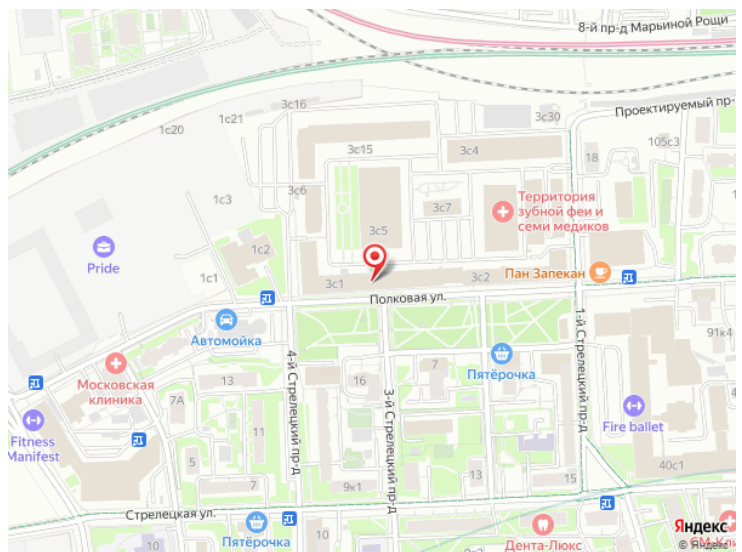 8-й пр-д Марьиной Рощи
3с16
1с21
1с20
3с30
Проектируемый пр-
105с3
3с15
3с4
18
3с6
1с3
3с7
Территория
зубной феи и
семи медиков
3с5
1с2
Pride
1с1
3с1
3с2
Пан Запекан
Полковая ул.
Автомойка
4-й Стрелецкий пр-д
3-й Стрелецкий пр-д
1-й Стрелецкий пр-д
91к4
Московская
клиника
13
16
7
Пятёрочка
7А
Fitness
Manifest
11
Fire ballet
5
7
9к1
13
15
40с1
Стрелецкая ул.
Пятёрочка
10
10
12
Дента-Люкс
Яндекс
© Яндекс